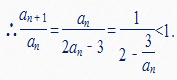 ∴ a_{n+1}/a_n = a_n/(2a_n − 3) = 1/(2 − 3/a_n) < 1.